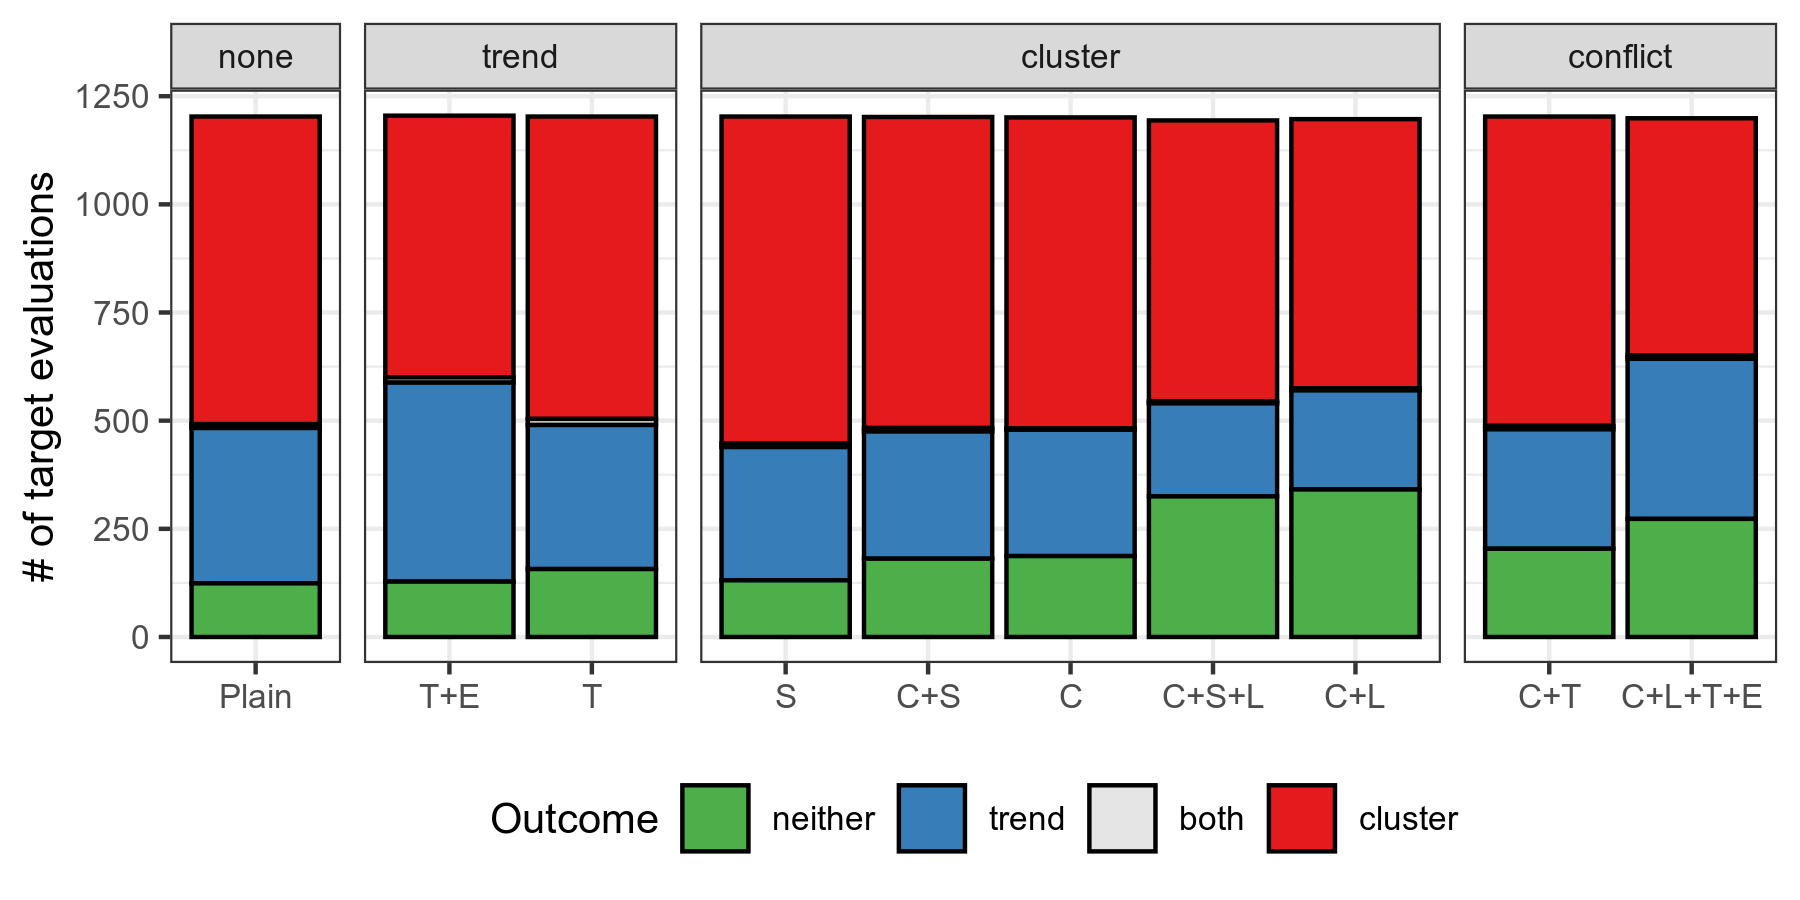 none trend cluster conflict
# of target evaluations
1250
1000
750
500
250
0
Plain T+E T S C+S C C+S+L C+L C+T C+L+T+E
Outcome neither trend both cluster